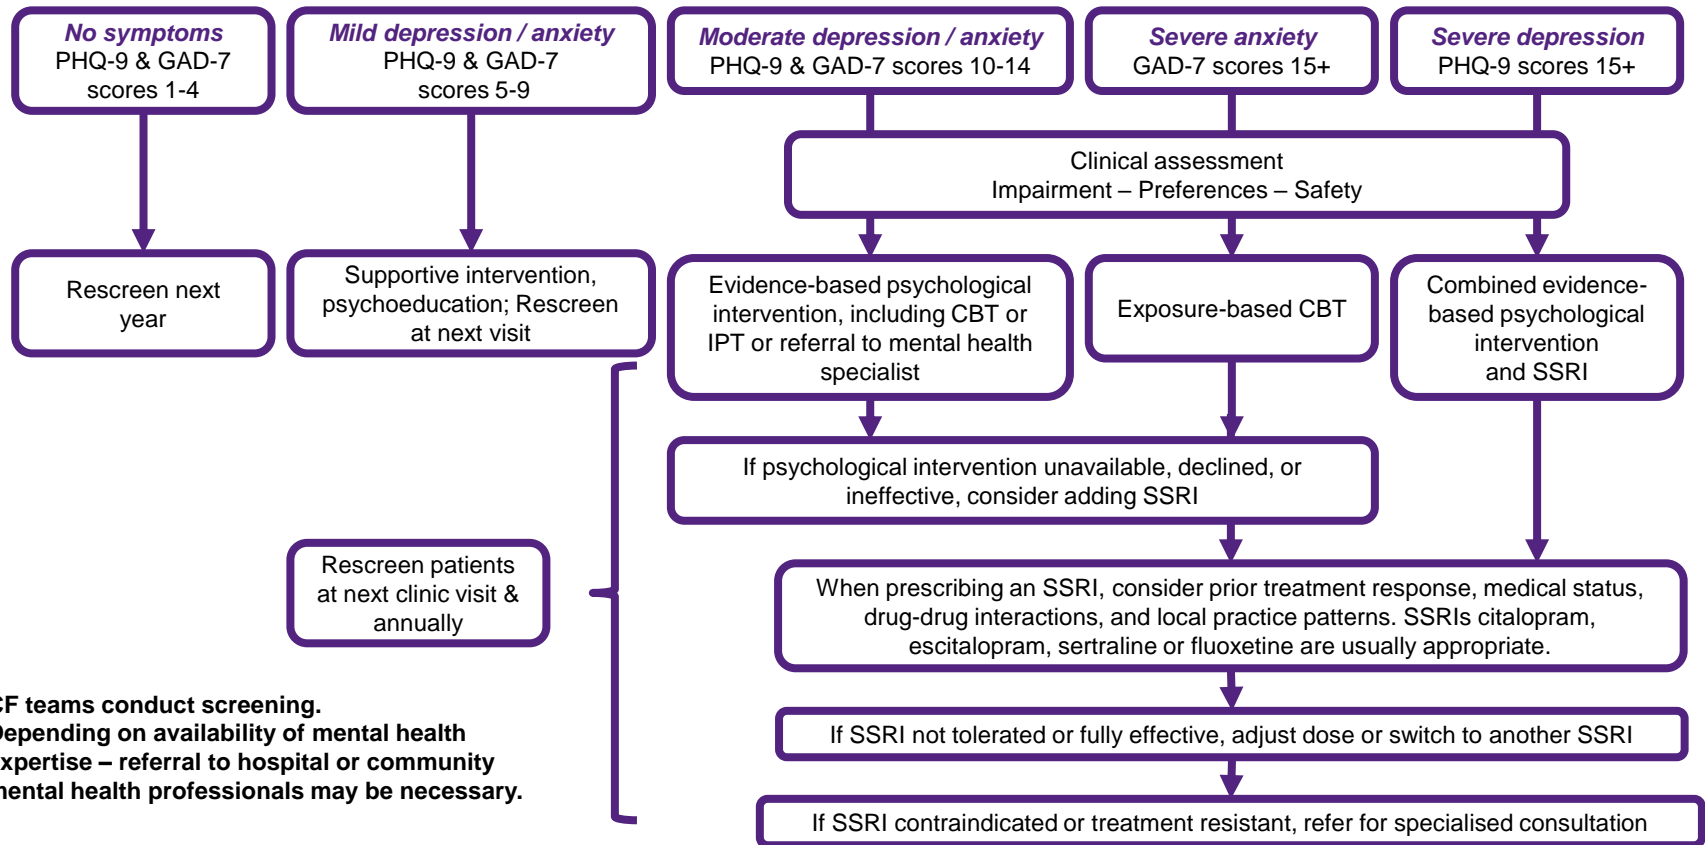 No symptoms
PHQ-9 & GAD-7
scores 1-4
Mild depression / anxiety
PHQ-9 & GAD-7
scores 5-9
Moderate depression / anxiety
PHQ-9 & GAD-7 scores 10-14
Severe anxiety
GAD-7 scores 15+
Severe depression
PHQ-9 scores 15+
Clinical assessment
Impairment – Preferences – Safety
Rescreen next
year
Supportive intervention,
psychoeducation; Rescreen
at next visit
Evidence-based psychological
intervention, including CBT or
IPT or referral to mental health
specialist
Exposure-based CBT
Combined evidence-
based psychological
intervention
and SSRI
If psychological intervention unavailable, declined, or
ineffective, consider adding SSRI
Rescreen patients
at next clinic visit &
annually
When prescribing an SSRI, consider prior treatment response, medical status,
drug-drug interactions, and local practice patterns. SSRIs citalopram,
escitalopram, sertraline or fluoxetine are usually appropriate.
CF teams conduct screening.
Depending on availability of mental health
expertise – referral to hospital or community
mental health professionals may be necessary.
If SSRI not tolerated or fully effective, adjust dose or switch to another SSRI
If SSRI contraindicated or treatment resistant, refer for specialised consultation